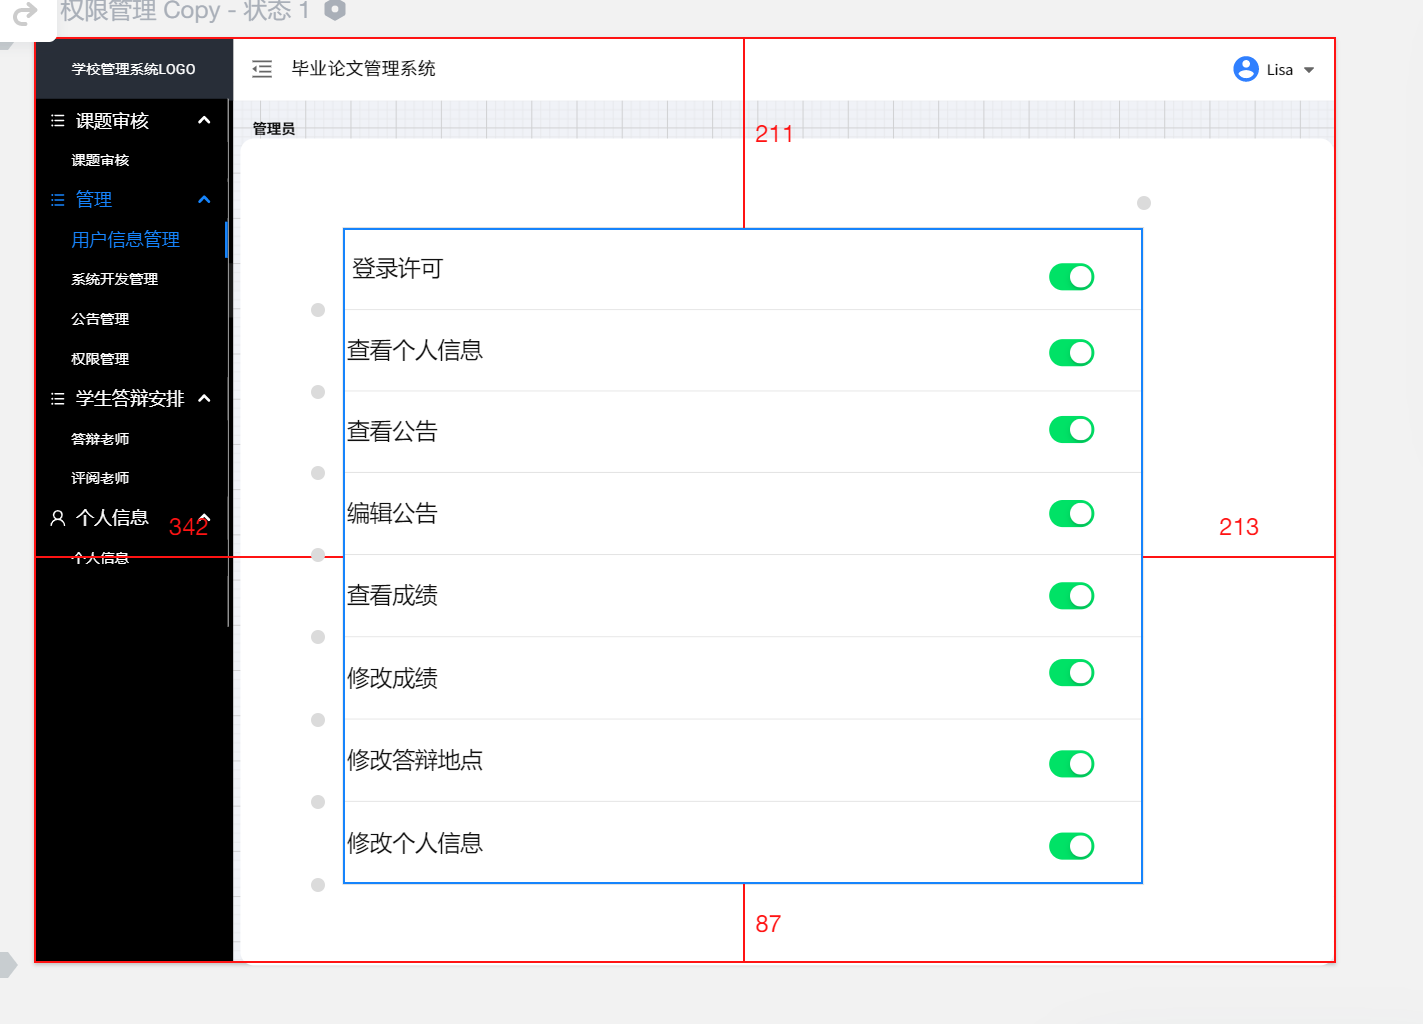 权限管理 Copy - 状态 1
学校管理系统LOGO
毕业论文管理系统
Lisa
课题审核
课题审核
管理
用户信息管理
系统开发管理
公告管理
权限管理
学生答辩安排
答辩老师
评阅老师
个人信息
个人信息
管理员
211
登录许可
查看个人信息
查看公告
编辑公告
342
213
查看成绩
修改成绩
修改答辩地点
修改个人信息
87